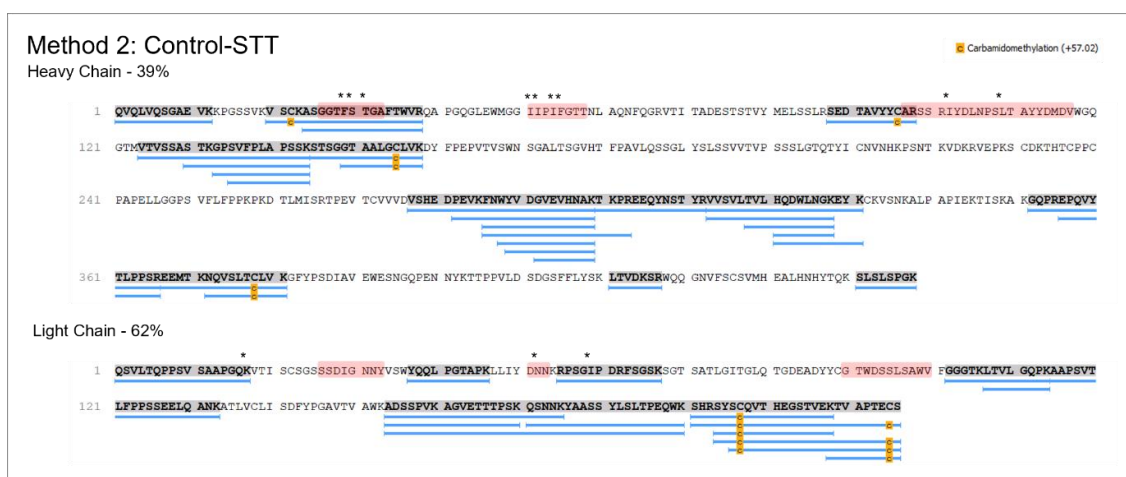 Method 2: Control-STT
c Carbamidomethylation (+57.02)
Heavy Chain - 39%
* * * * * * * * *
1 QVQLVQSGAE VKKPGSSVKV SCKASGGTFS TGAFTWVRQA PGQGLEWMGG IIPIFGTTNL AQNFQGRVTI TADESTSTVY MELSSLRSED TAVYYCARSS RIYDLNPSLT AYYDMDVWGQ
c c
121 GTMVTVSSAS TKGPSVFPLA PSSKSTSGGT AALGCLVKDY FPEPVTVSWN SGALTSGVHT FPAVLQSSGL YSLSSVVTVP SSSLGTQTYI CNVNHKPSNT KVDKRVEPKS CDKTHTCPPC
c
c
241 PAPELLGGPS VFLFPPKPKD TLMISRTPEV TCVVVDVSHE DPEVKFNWYV DGVEVHNAKT KPREEQYNST YRVVSVLTVL HQDWLNGKEY KCKVSNKALP APIEKTISKA KGQPREPQVY
361 TLPPSREEMT KNQVSLTCLV KGFYPSDIAV EWESNGQPEN NYKTTPPVLD SDGSFFLYSK LTVDKSRWQQ GNVFSCSVMH EALHNHYTQK SLSLSPGK
c
c
Light Chain - 62%
* * *
1 QSVLTQPPSV SAAPGQKVTI SCSGSSSDIG NNYVSWYQQL PGTAPKLLIY DNNKRPSGIP DRFSGSKSGT SATLGITGLQ TGDEADYYCG TWDSSLSAWV FGGGTKLTVL GQPKAAPSVT
121 LFPPSSEELQ ANKATLVCLI SDFYPGAVTV AWKADSSPVK AGVETTTPSK QSNNKYAASS YLSLTPEQWK SHRSYSCQVT HEGSTVEKTV APTECS
c
c c
c
c c
c c
c